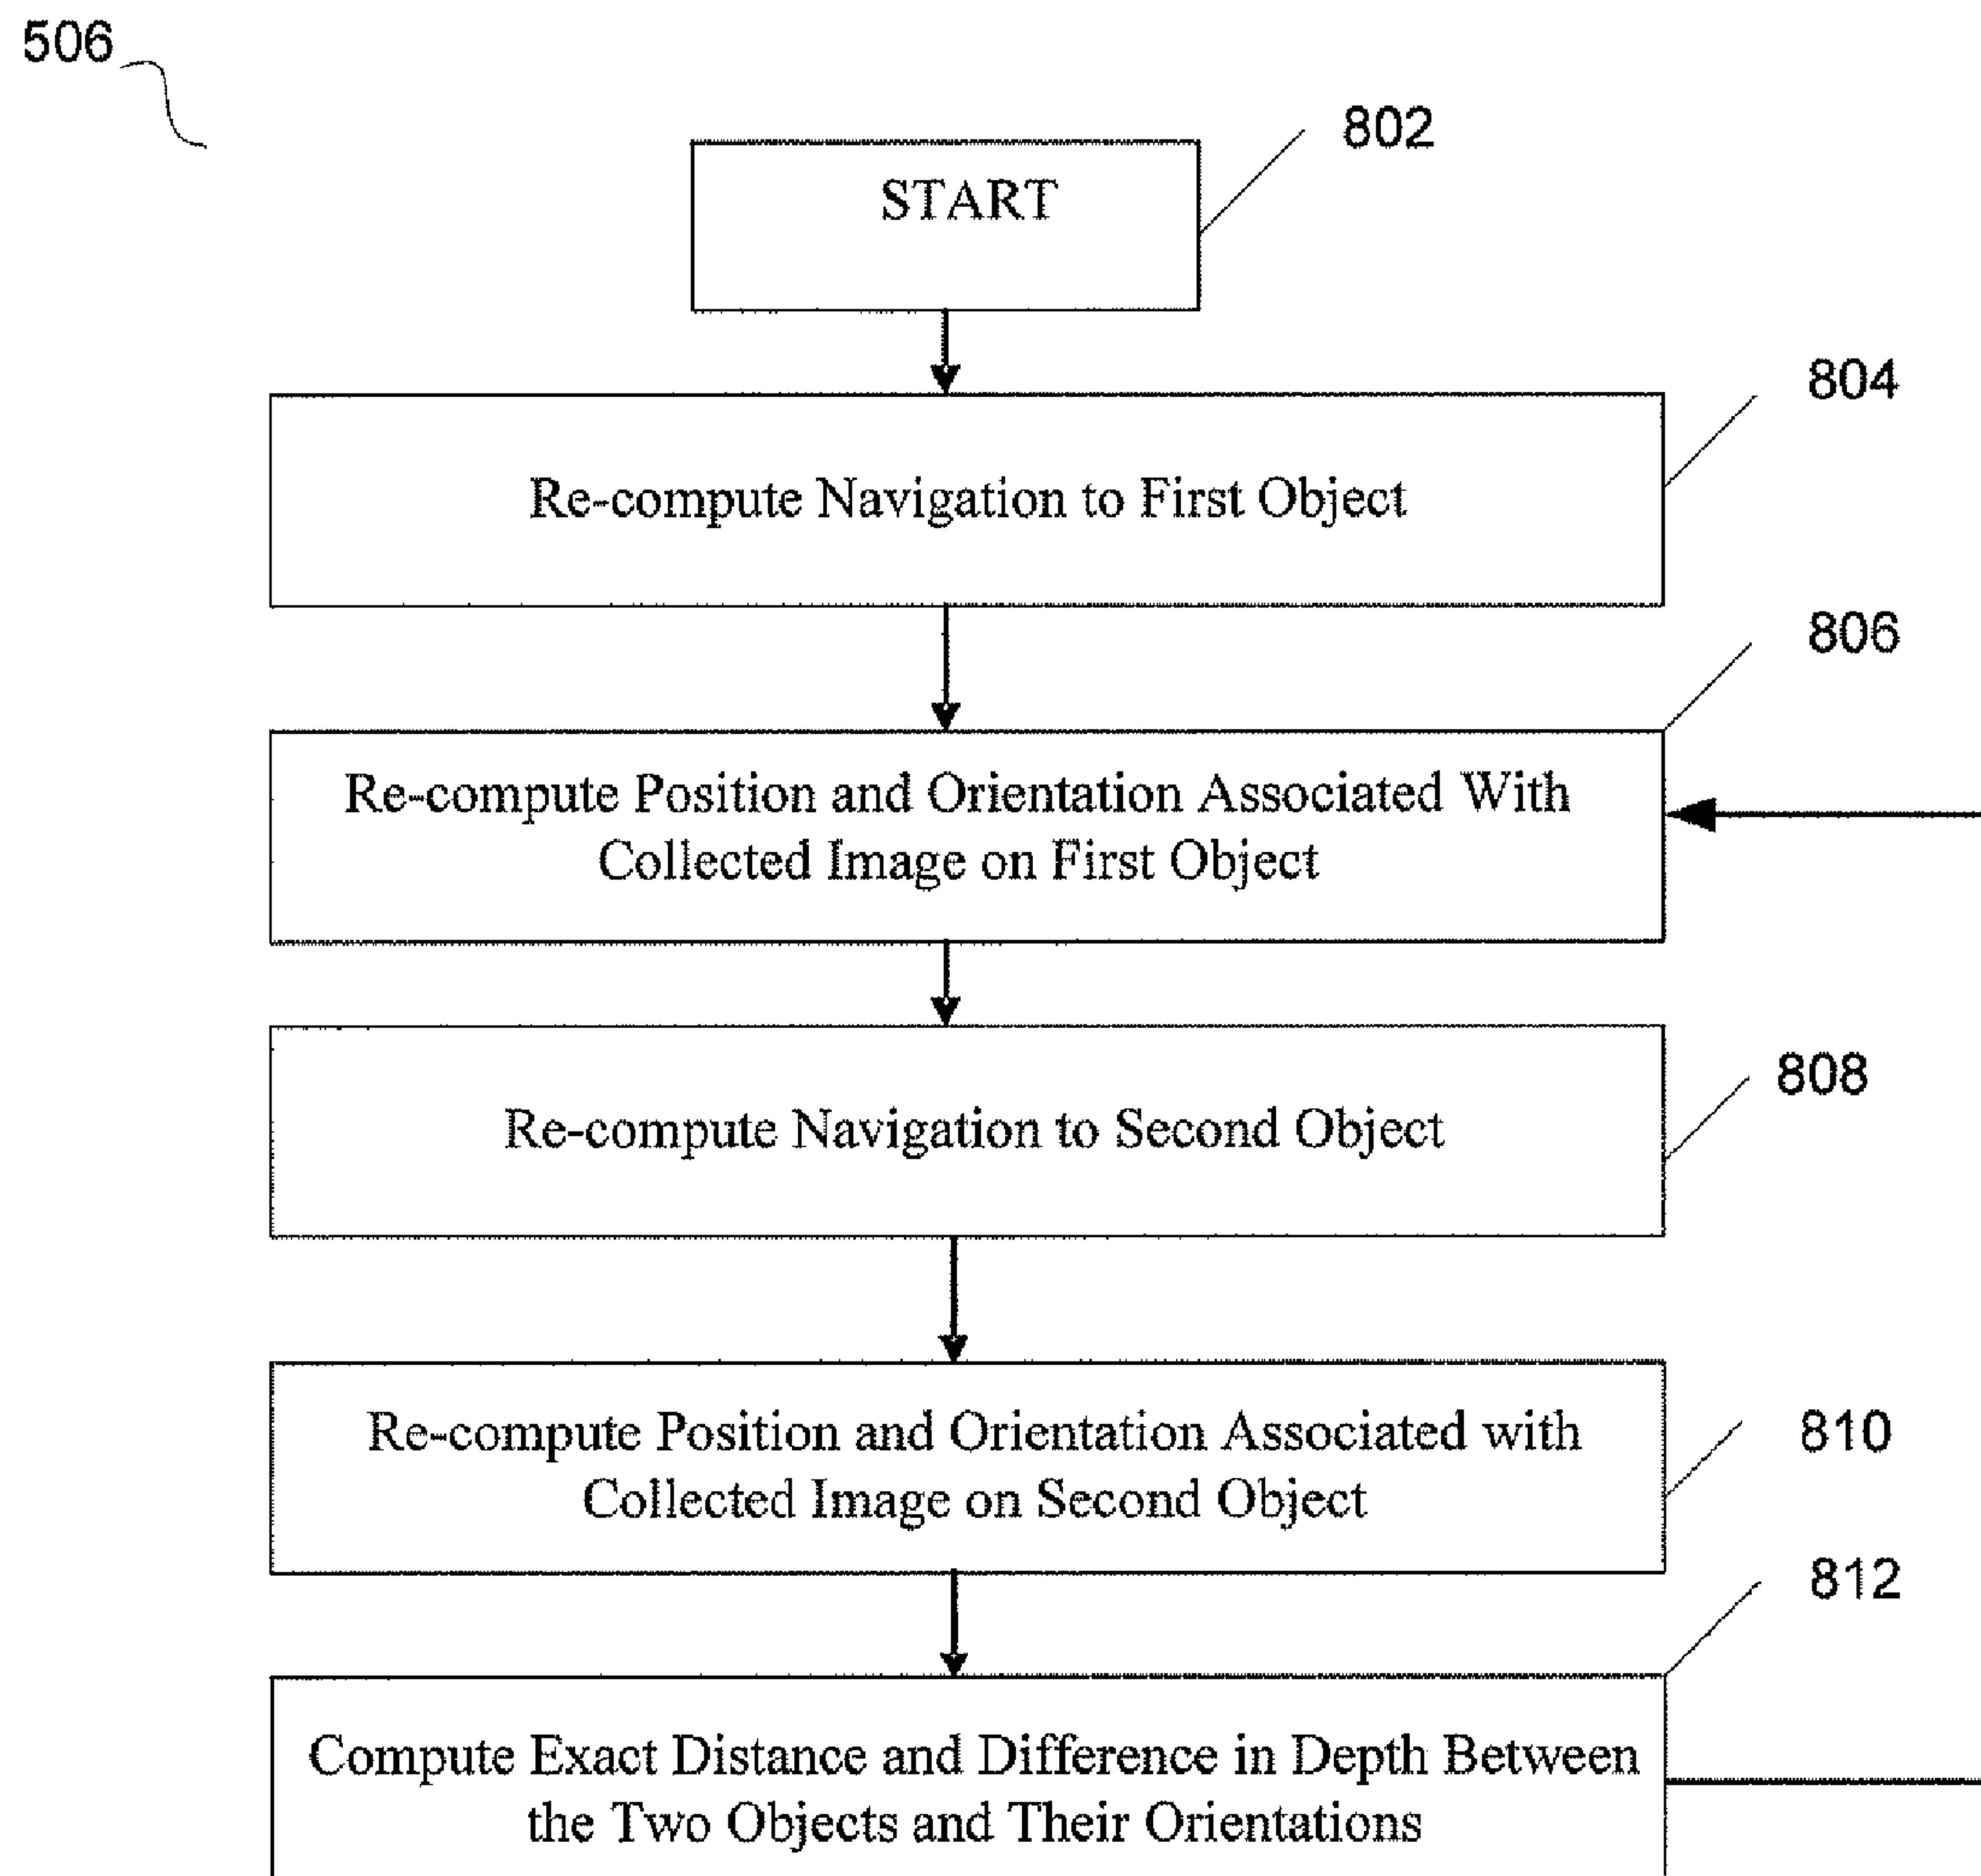 506
802
START
804
Re-compute Navigation to First Object
806
Re-compute Position and Orientation Associated With
Collected Image on First Object
808
Re-compute Navigation to Second Object
810
Re-compute Position and Orientation Associated with
Collected Image on Second Object
812
Compute Exact Distance and Difference in Depth Between
the Two Objects and Their Orientations